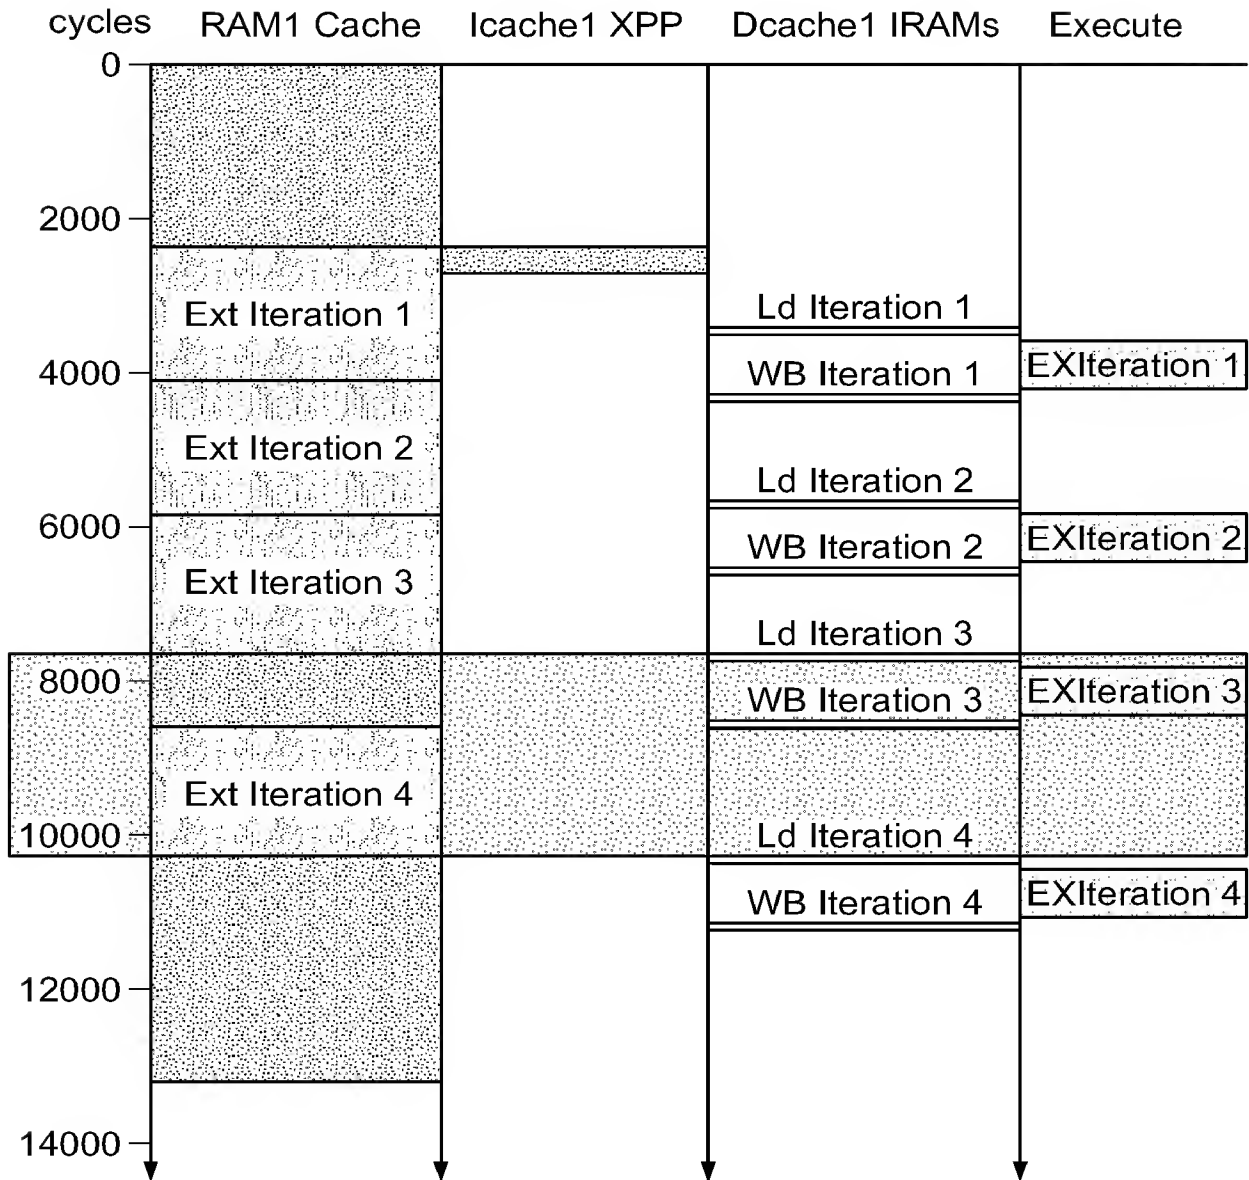 cycles RAM1 Cache Icache1 XPP Dcache1 IRAMs Execute
0
2000
Ld Iteration 1
Ext Iteration 1
4000 WB Iteration 1 EXIteration 1
Ext Iteration 2
Ld Iteration 2
6000
WB Iteration 2 EXIteration 2
Ext Iteration 3
Ld Iteration 3
8000
WB Iteration 3 EXIteration 3
Ext Iteration 4
10000 Ld Iteration 4
WB Iteration 4 EXIteration 4
12000
14000